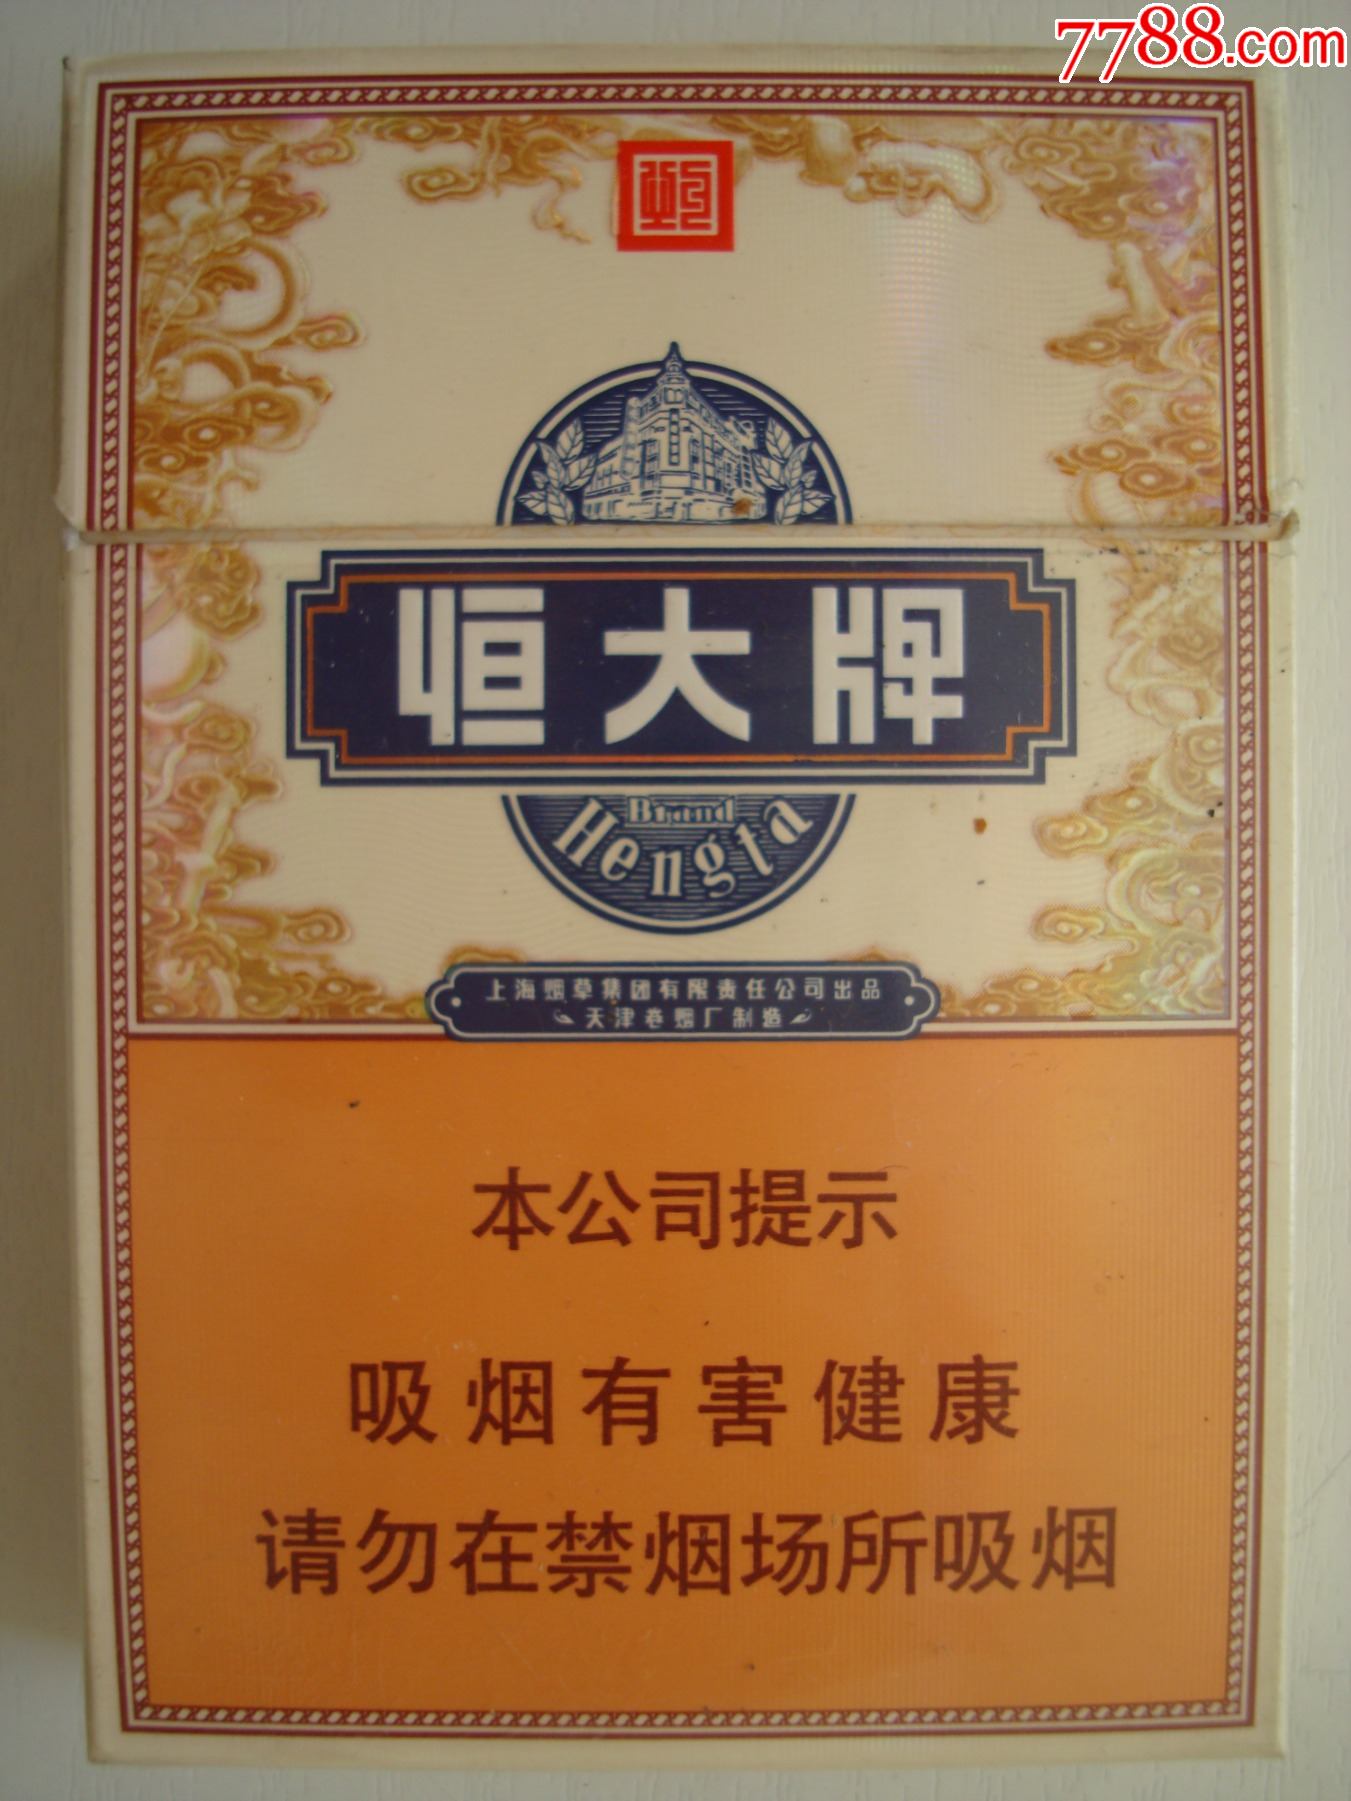 7788.com
恒大牌
Brand
Hengta
上海烟草集团有限责任公司出品
天津卷烟厂制造
本公司提示
吸烟有害健康
请勿在禁烟场所吸烟